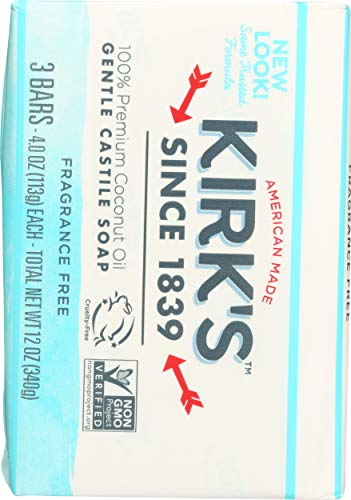 NEW
LOOK!
Same Trusted
Formula
AMERICAN MADE
KIRK'S™
SINCE 1839
100% Premium Coconut Oil
GENTLE CASTILE SOAP
Cruelty-Free
NON
GMO
Project
VERIFIED
nongmoproject.org
FRAGRANCE FREE
3 BARS - 4.0 OZ (113g) EACH - TOTAL NET WT 12 OZ (340g)
FRAGRANCE FREE